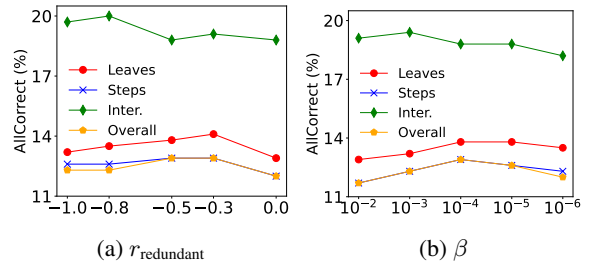 AllCorrect (%)
20
17
14
11
Leaves
Steps
Inter.
Overall
−1.0 −0.8 −0.5 −0.3 0.0
(a) r_redundant
AllCorrect (%)
20
17
14
11
Leaves
Steps
Inter.
Overall
10⁻² 10⁻³ 10⁻⁴ 10⁻⁵ 10⁻⁶
(b) β